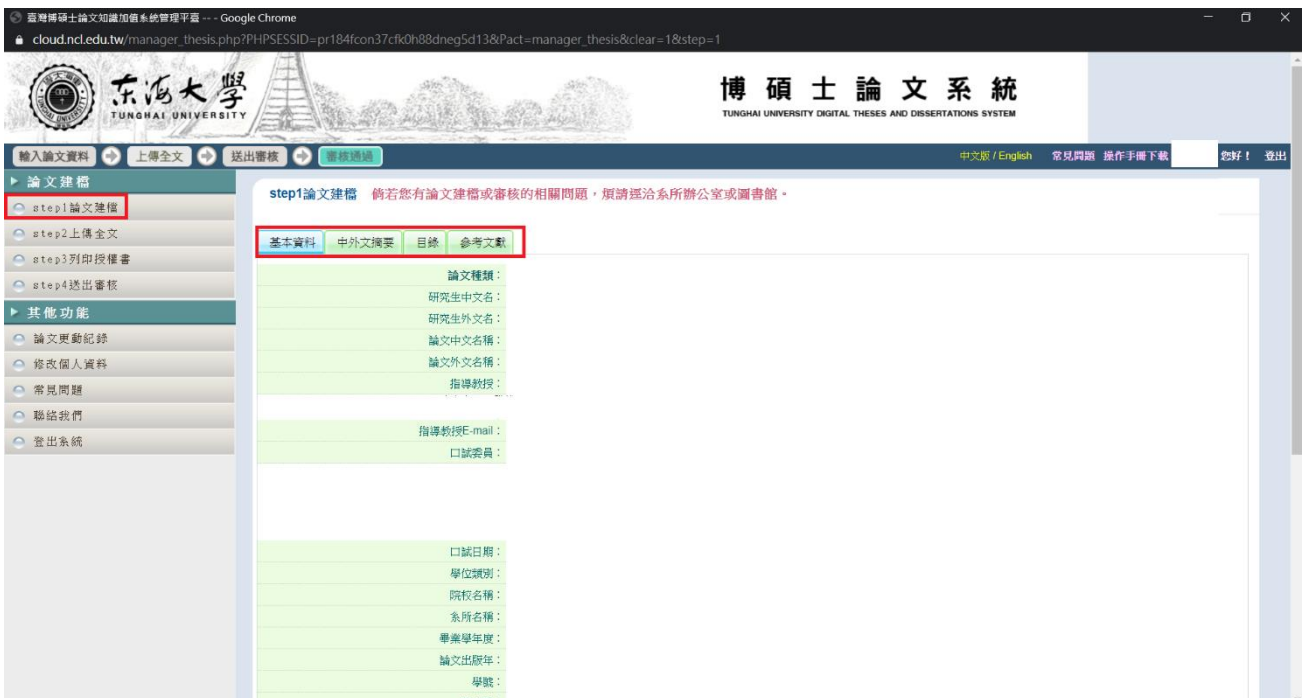 臺灣博碩士論文知識加值系統管理平臺 -- - Google Chrome
cloud.ncl.edu.tw/manager_thesis.php?PHPSESSID=pr184fcon37cfk0h88dneg5d13&Pact=manager_thesis&clear=1&step=1
東海大學
TUNGHAI UNIVERSITY
博碩士論文系統
TUNGHAI UNIVERSITY DIGITAL THESES AND DISSERTATIONS SYSTEM
輸入論文資料 上傳全文 送出審核 審核通過 中文版 / English 常見問題 操作手冊下載 您好！ 登出
論文建檔
step1論文建檔
step2上傳全文
step3列印授權書
step4送出審核
其他功能
論文更動紀錄
修改個人資料
常見問題
聯絡我們
登出系統
step1論文建檔 倘若您有論文建檔或審核的相關問題，煩請逕洽系所辦公室或圖書館。
基本資料 中外文摘要 目錄 參考文獻
論文種類：
研究生中文名：
研究生外文名：
論文中文名稱：
論文外文名稱：
指導教授：
指導教授E-mail：
口試委員：
口試日期：
學位類別：
院校名稱：
系所名稱：
畢業學年度：
論文出版年：
學號：